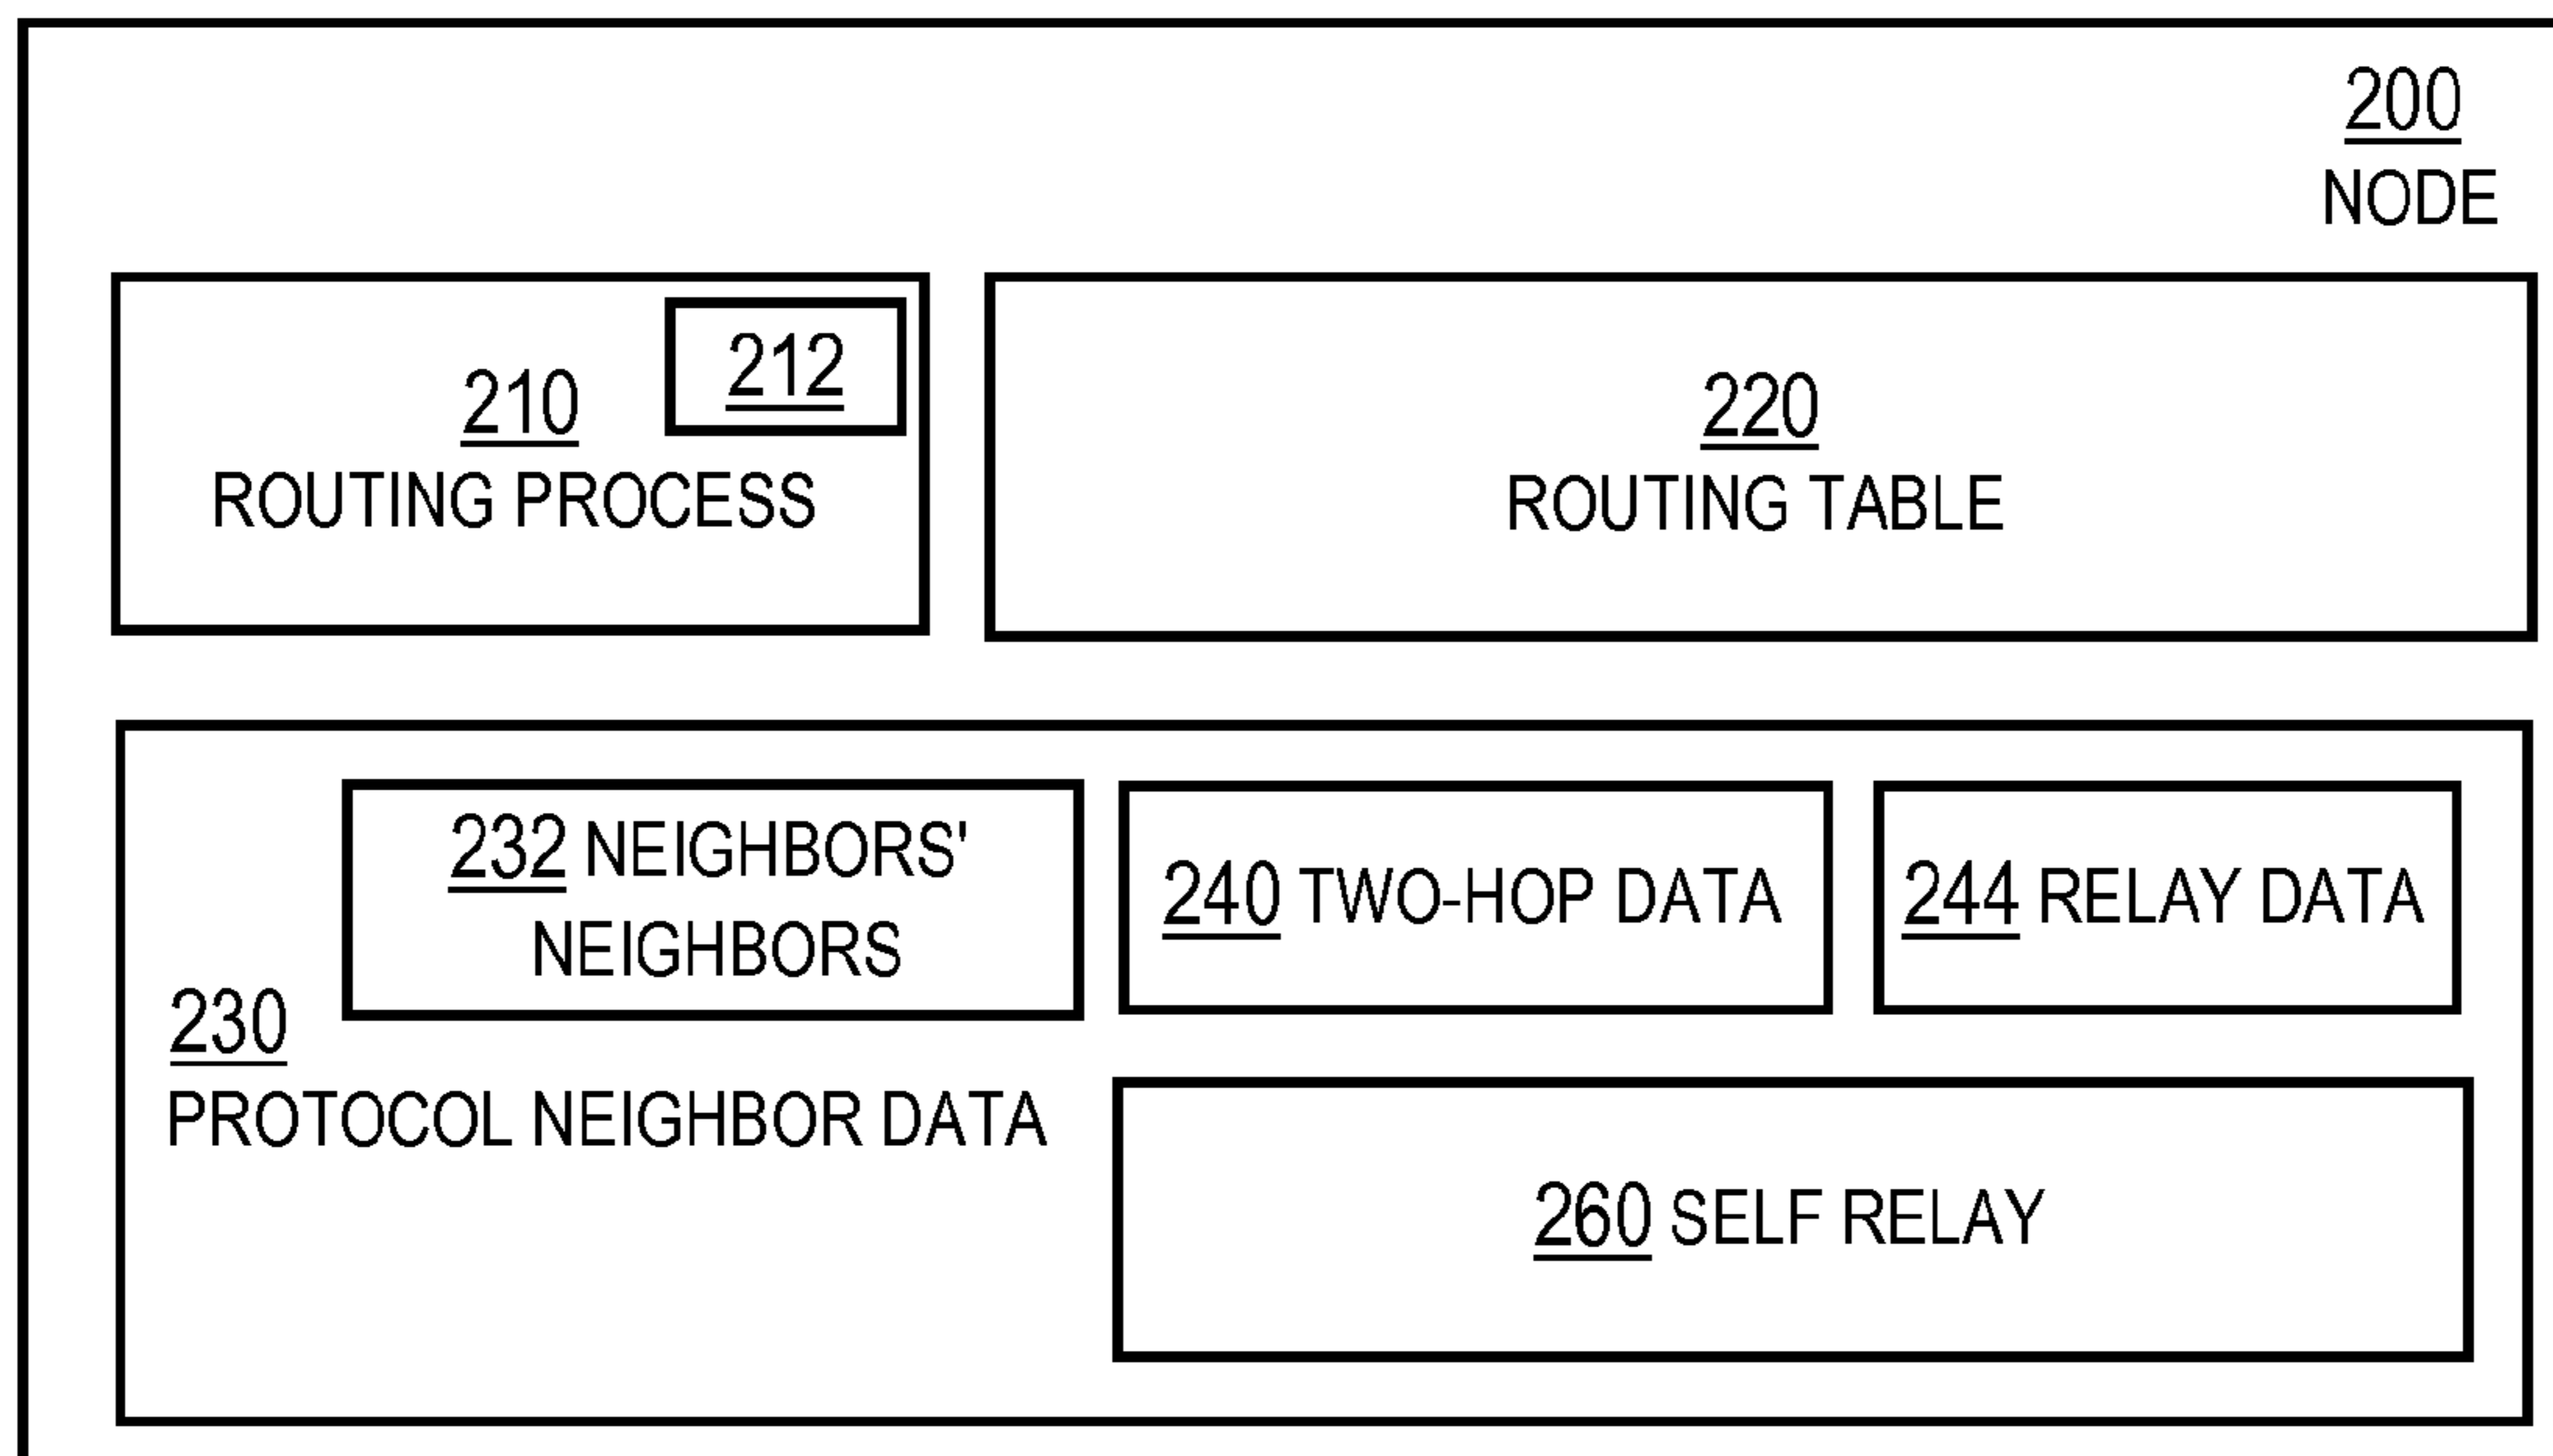 200
NODE
212
210
ROUTING PROCESS
220
ROUTING TABLE
232 NEIGHBORS'
NEIGHBORS
240 TWO-HOP DATA
244 RELAY DATA
230
PROTOCOL NEIGHBOR DATA
260 SELF RELAY